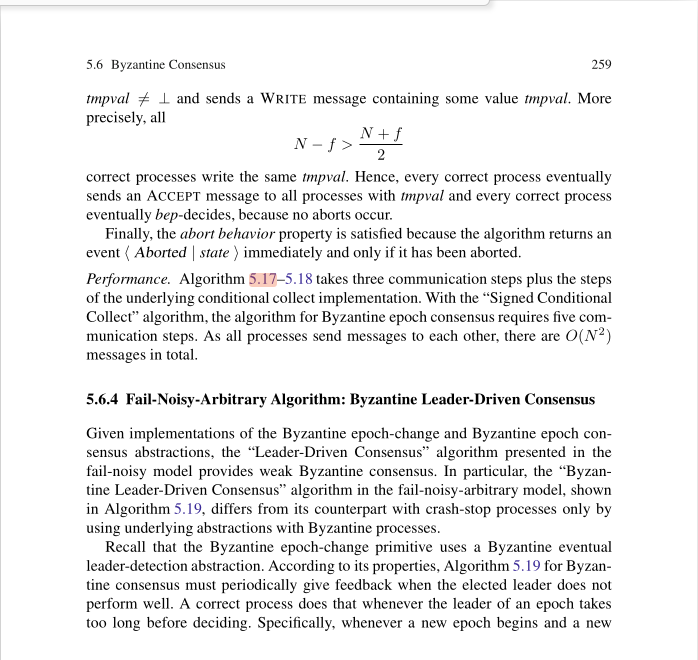 5.6 Byzantine Consensus 259
tmpval ≠ ⊥ and sends a WRITE message containing some value tmpval. More
precisely, all
N − f > (N + f)/2
correct processes write the same tmpval. Hence, every correct process eventually
sends an ACCEPT message to all processes with tmpval and every correct process
eventually bep-decides, because no aborts occur.
Finally, the abort behavior property is satisfied because the algorithm returns an
event ⟨ Aborted | state ⟩ immediately and only if it has been aborted.
Performance. Algorithm 5.17–5.18 takes three communication steps plus the steps
of the underlying conditional collect implementation. With the “Signed Conditional
Collect” algorithm, the algorithm for Byzantine epoch consensus requires five com-
munication steps. As all processes send messages to each other, there are O(N²)
messages in total.
5.6.4 Fail-Noisy-Arbitrary Algorithm: Byzantine Leader-Driven Consensus
Given implementations of the Byzantine epoch-change and Byzantine epoch con-
sensus abstractions, the “Leader-Driven Consensus” algorithm presented in the
fail-noisy model provides weak Byzantine consensus. In particular, the “Byzan-
tine Leader-Driven Consensus” algorithm in the fail-noisy-arbitrary model, shown
in Algorithm 5.19, differs from its counterpart with crash-stop processes only by
using underlying abstractions with Byzantine processes.
Recall that the Byzantine epoch-change primitive uses a Byzantine eventual
leader-detection abstraction. According to its properties, Algorithm 5.19 for Byzan-
tine consensus must periodically give feedback when the elected leader does not
perform well. A correct process does that whenever the leader of an epoch takes
too long before deciding. Specifically, whenever a new epoch begins and a new